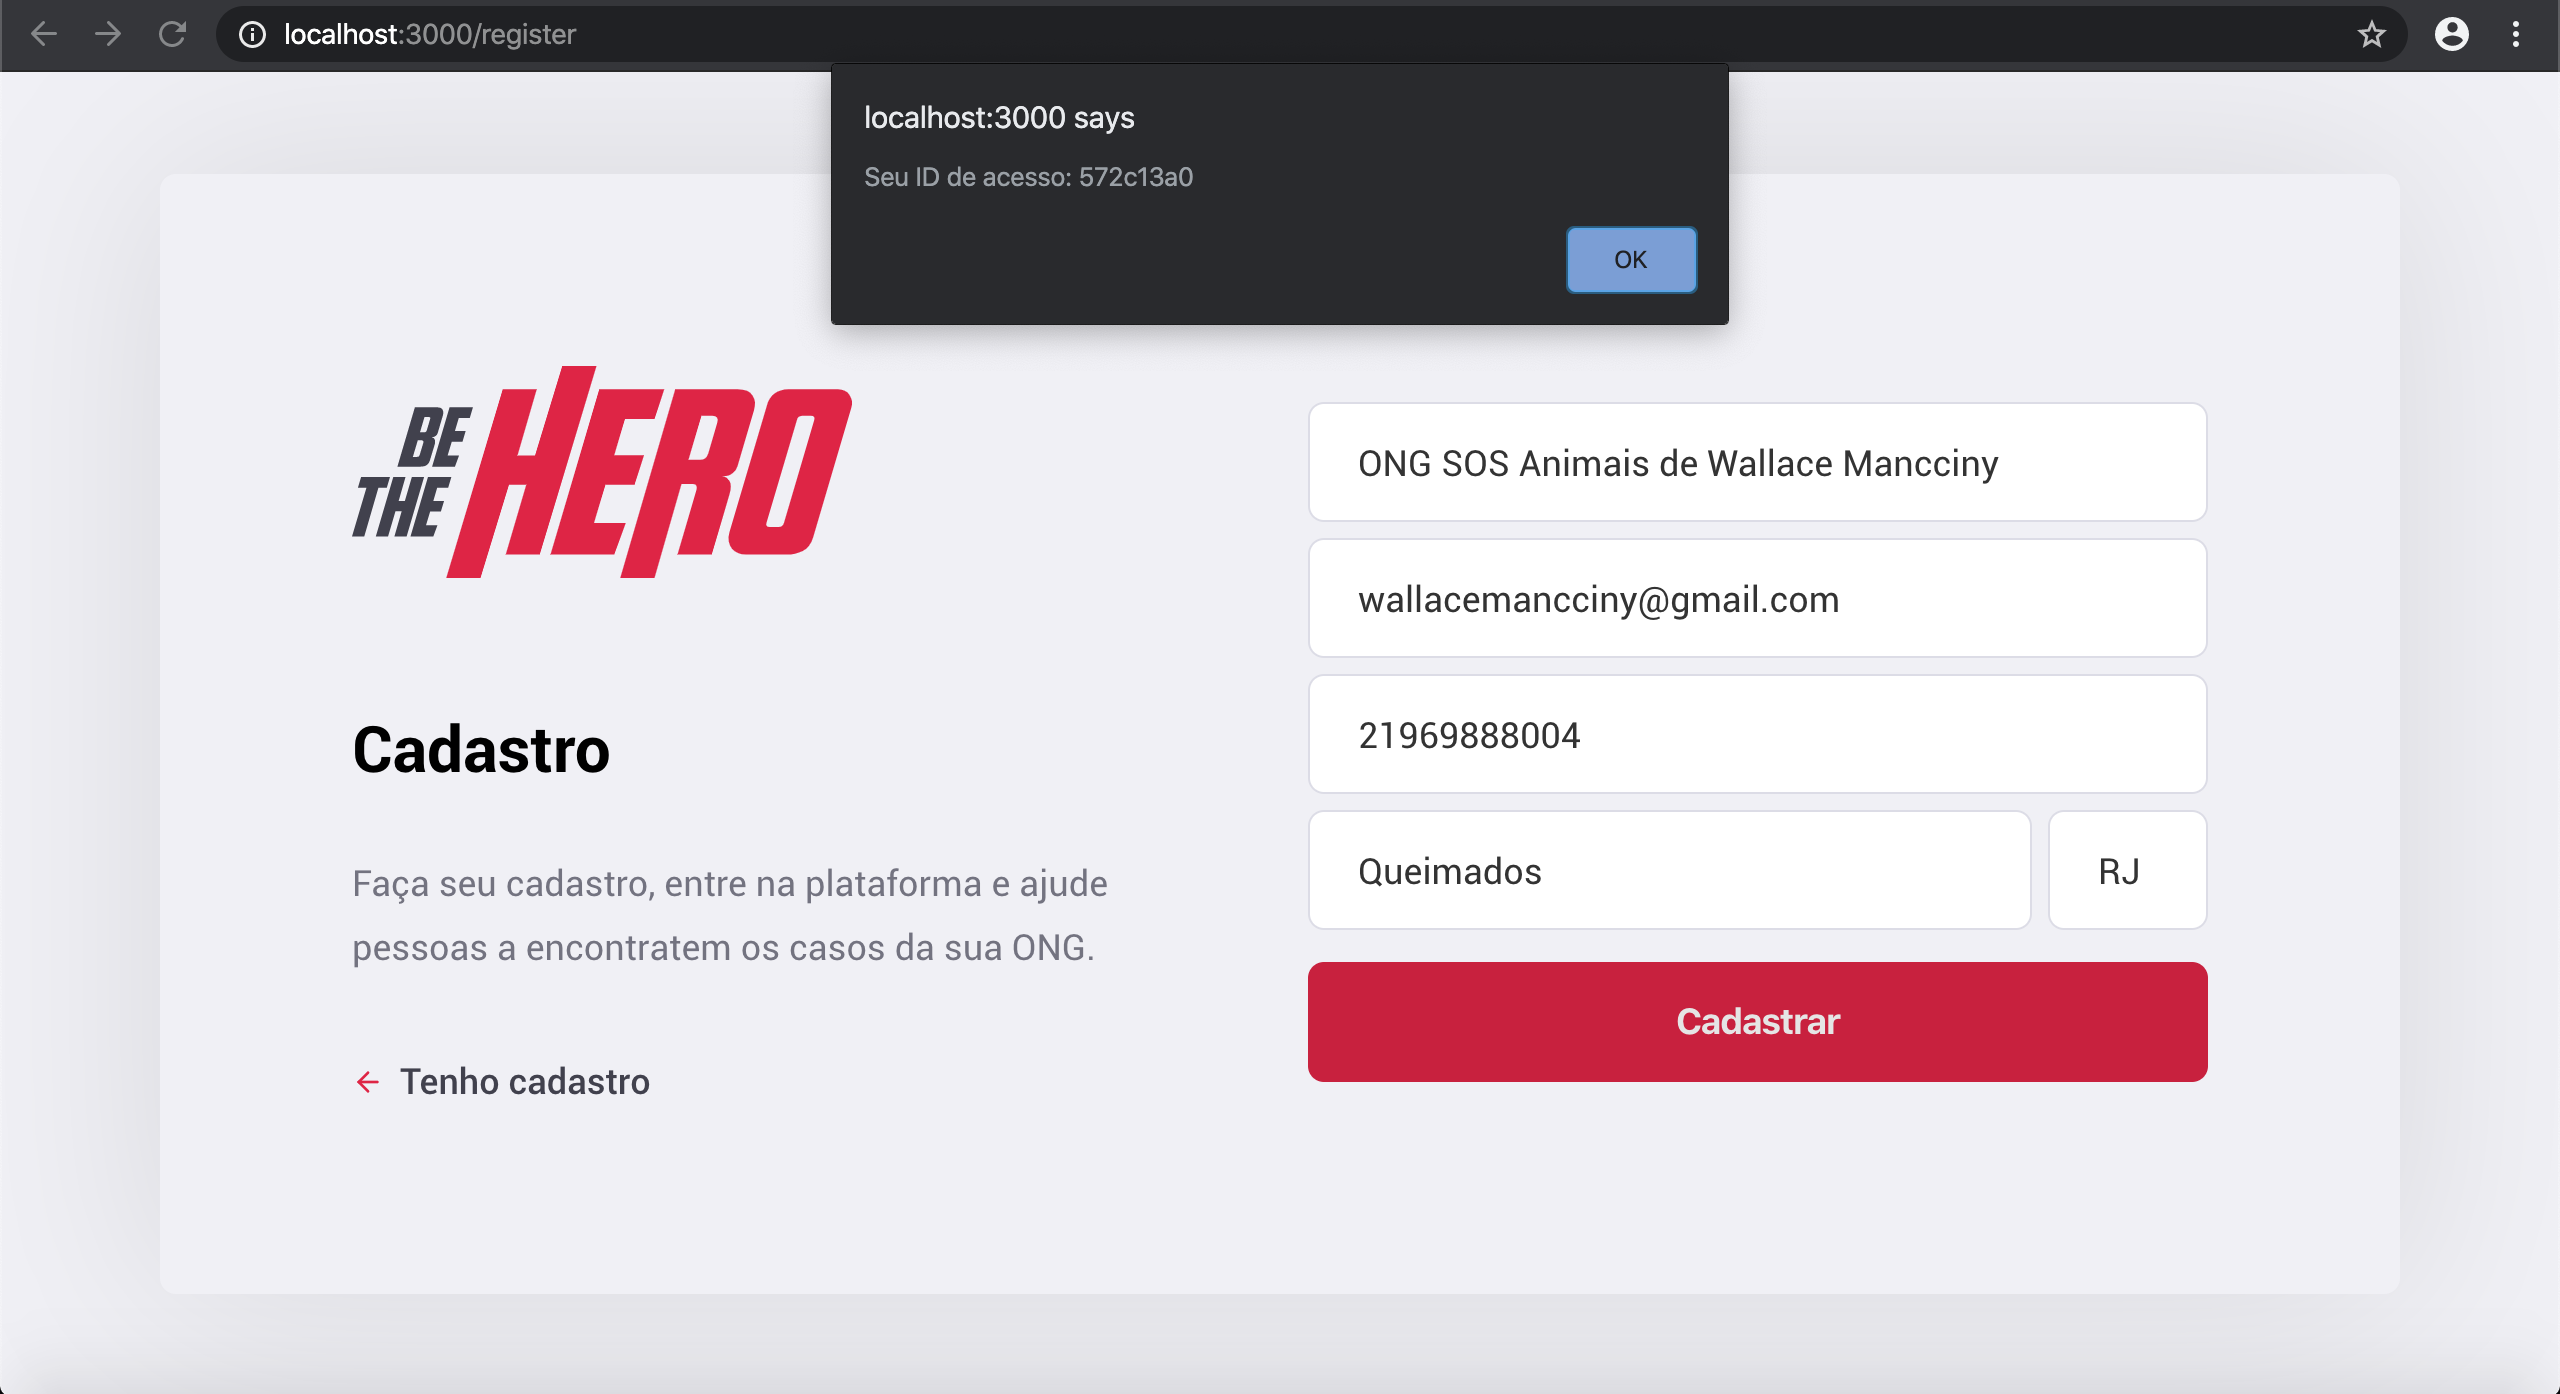 localhost:3000/register
localhost:3000 says
Seu ID de acesso: 572c13a0
OK
BE
THE
HERO
Cadastro
Faça seu cadastro, entre na plataforma e ajude
pessoas a encontratem os casos da sua ONG.
Tenho cadastro
ONG SOS Animais de Wallace Mancciny
wallacemancciny@gmail.com
21969888004
Queimados
RJ
Cadastrar